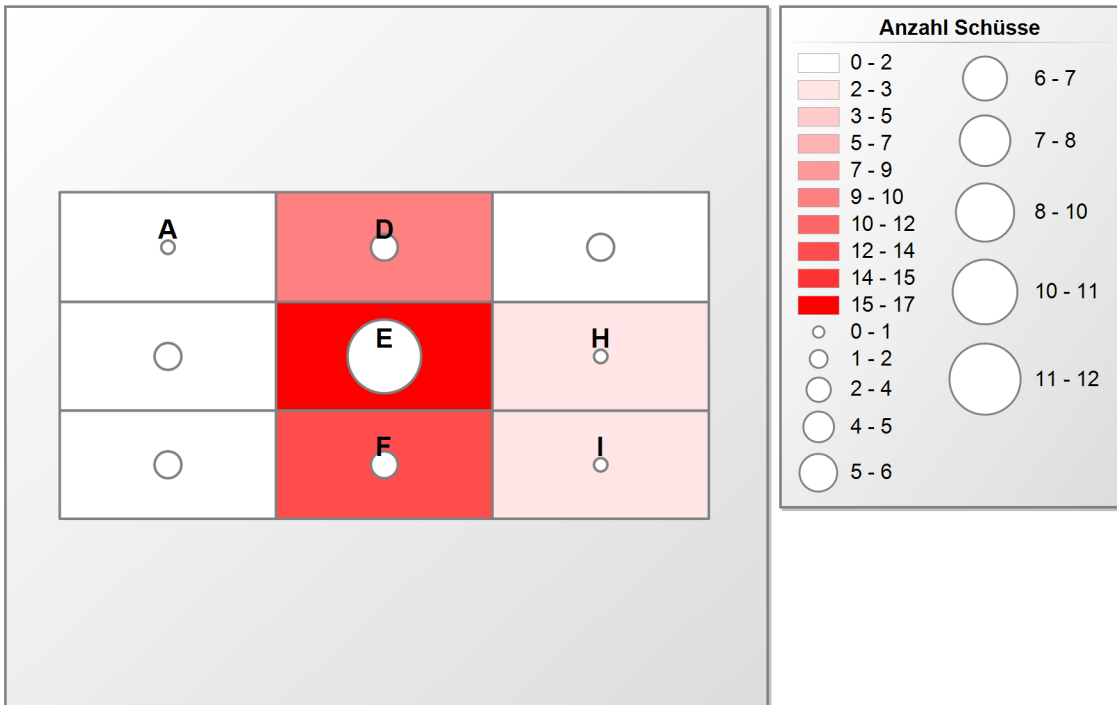 A
D
E
H
F
I
Anzahl Schüsse
0 - 2
2 - 3
3 - 5
5 - 7
7 - 9
9 - 10
10 - 12
12 - 14
14 - 15
15 - 17
0 - 1
1 - 2
2 - 4
4 - 5
5 - 6
6 - 7
7 - 8
8 - 10
10 - 11
11 - 12